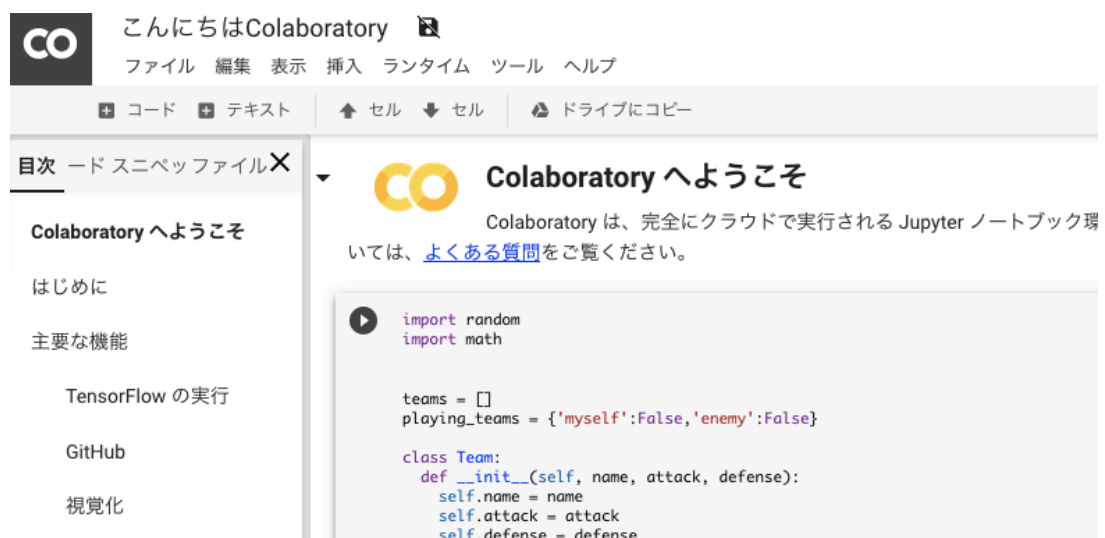 CO
こんにちはColaboratory
ファイル 編集 表示 挿入 ランタイム ツール ヘルプ
コード テキスト セル セル ドライブにコピー
目次 ード スニペッ ファイル
Colaboratory へようこそ
はじめに
主要な機能
TensorFlow の実行
GitHub
視覚化
CO Colaboratory へようこそ
Colaboratory は、完全にクラウドで実行される Jupyter ノートブック環
いては、よくある質問をご覧ください。
import random
import math
teams = []
playing_teams = {'myself':False,'enemy':False}
class Team:
def __init__(self, name, attack, defense):
self.name = name
self.attack = attack
self.defense = defense